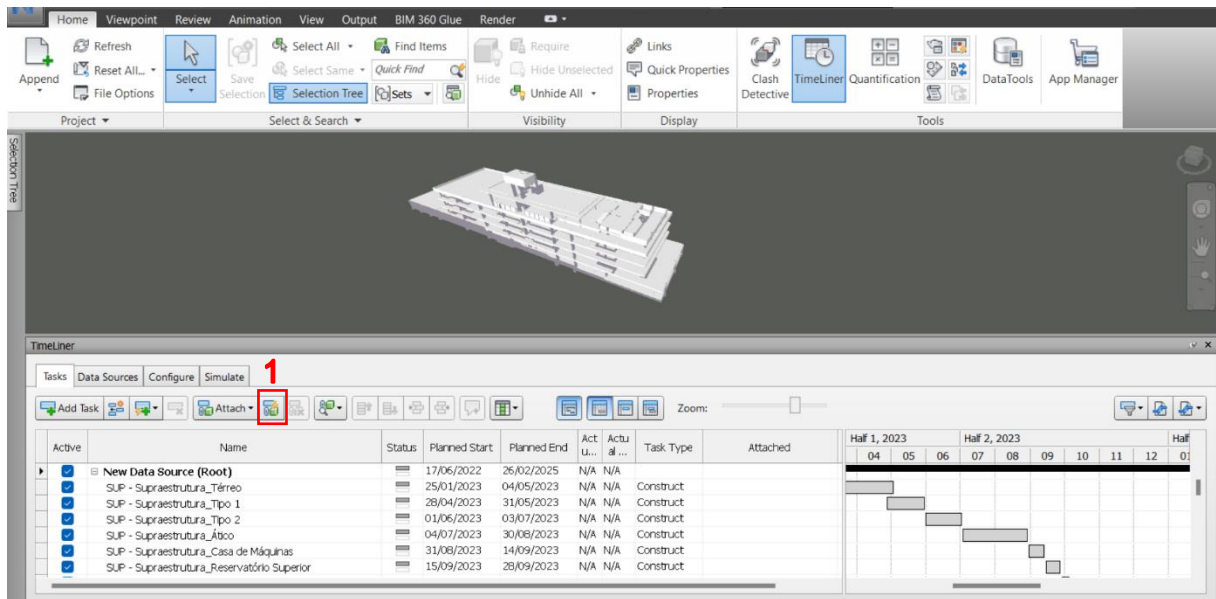 Home Viewpoint Review Animation View Output BIM 360 Glue Render
Append
Refresh
Reset All...
File Options
Project
Select
Save
Selection
Select All
Select Same
Selection Tree
Find Items
Quick Find
Sets
Select & Search
Hide
Require
Hide Unselected
Unhide All
Visibility
Links
Quick Properties
Properties
Display
Clash
Detective
TimeLiner
Quantification
DataTools
App Manager
Tools
Selection Tree
TimeLiner
Tasks Data Sources Configure Simulate
1
Add Task Attach Zoom:
Active Name Status Planned Start Planned End Act u... Actu al ... Task Type Attached
Half 1, 2023 Half 2, 2023 Half
04 05 06 07 08 09 10 11 12 01
New Data Source (Root) 17/06/2022 26/02/2025 N/A N/A
SUP - Supraestrutura_Térreo 25/01/2023 04/05/2023 N/A N/A Construct
SUP - Supraestrutura_Tipo 1 28/04/2023 31/05/2023 N/A N/A Construct
SUP - Supraestrutura_Tipo 2 01/06/2023 03/07/2023 N/A N/A Construct
SUP - Supraestrutura_Ático 04/07/2023 30/08/2023 N/A N/A Construct
SUP - Supraestrutura_Casa de Máquinas 31/08/2023 14/09/2023 N/A N/A Construct
SUP - Supraestrutura_Reservatório Superior 15/09/2023 28/09/2023 N/A N/A Construct